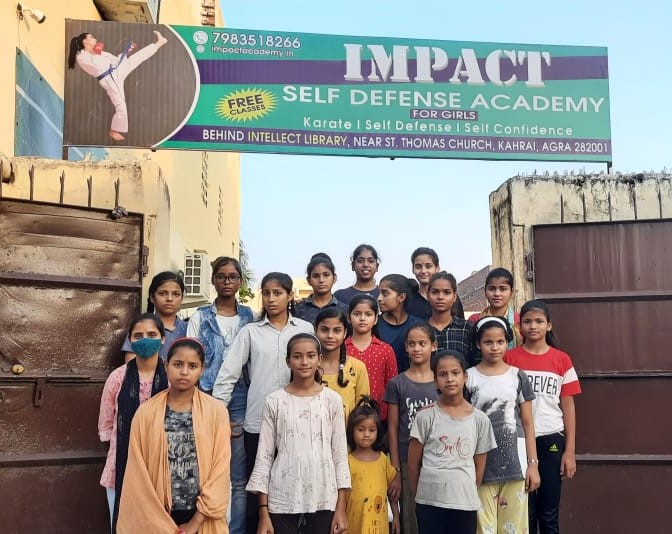 7983518266
impactacademy.in
IMPACT
FREE
CLASSES
SELF DEFENSE ACADEMY
FOR GIRLS
Karate | Self Defense | Self Confidence
BEHIND INTELLECT LIBRARY, NEAR ST. THOMAS CHURCH, KAHRAI, AGRA 282001